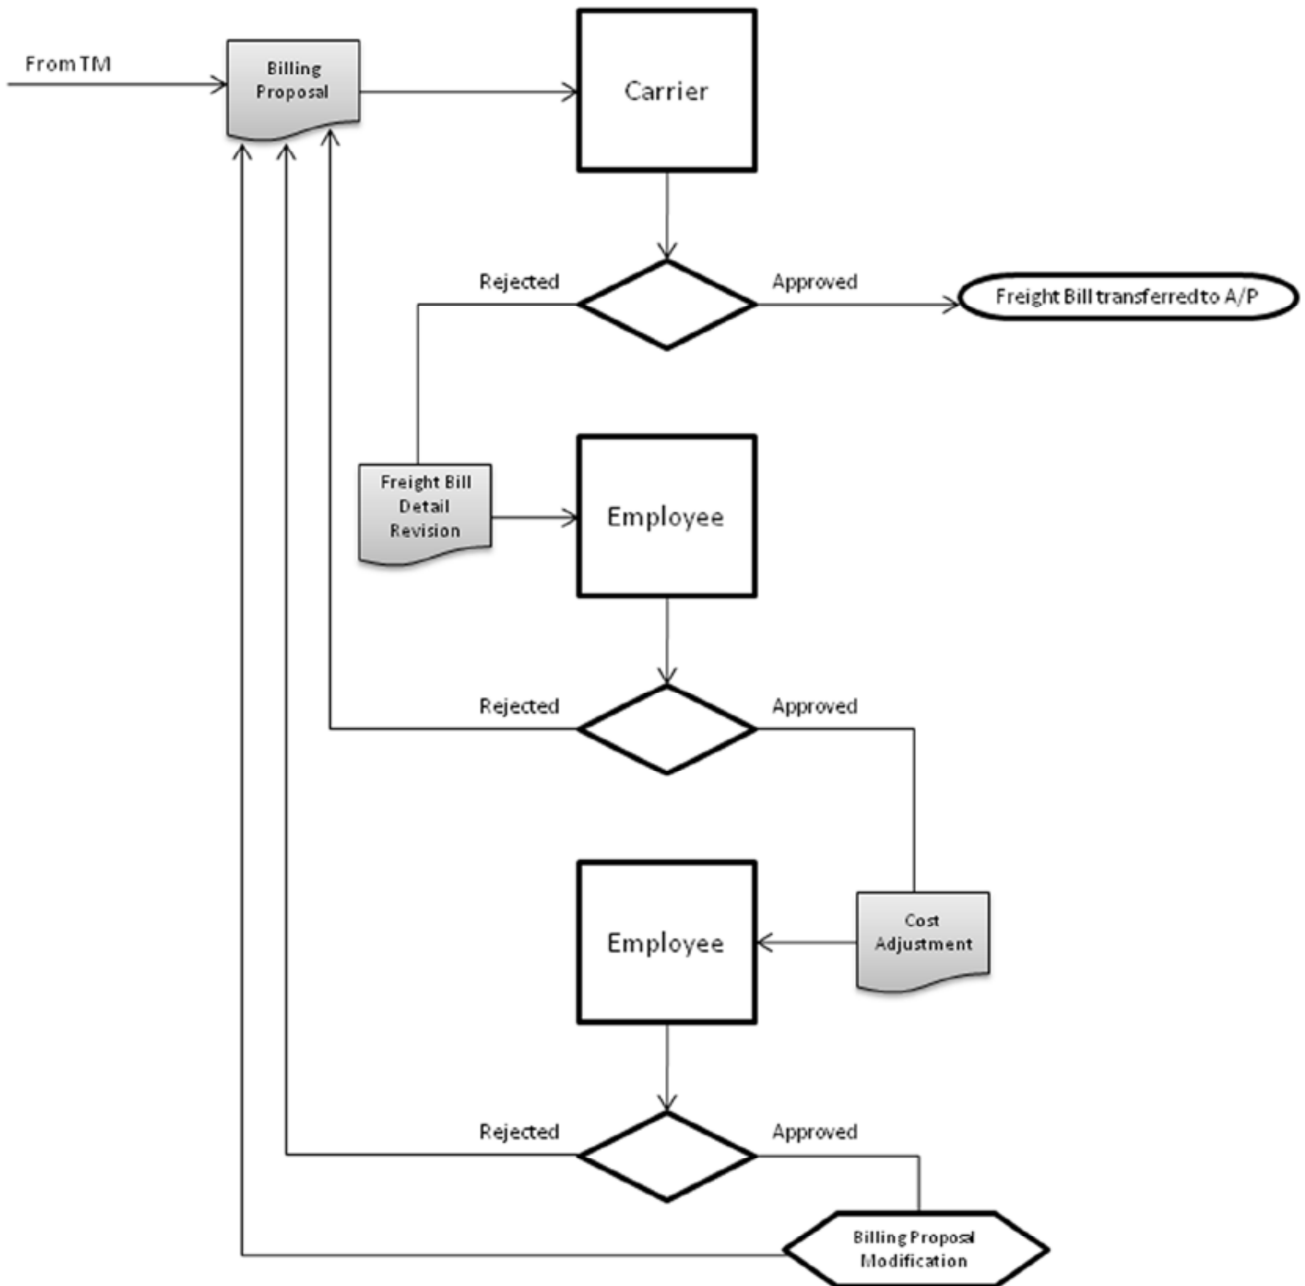 From TM
Billing
Proposal
Carrier
Rejected
Approved
Freight Bill transferred to A/P
Freight Bill
Detail
Revision
Employee
Rejected
Approved
Employee
Cost
Adjustment
Rejected
Approved
Billing Proposal
Modification